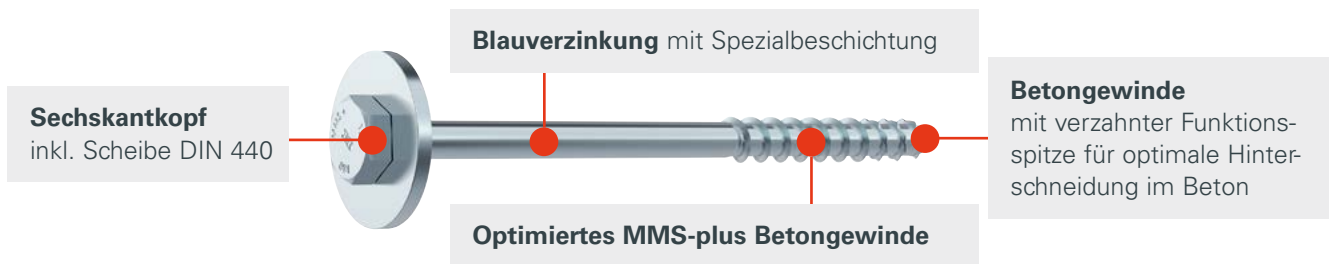 Blauverzinkung mit Spezialbeschichtung
Sechskantkopf
inkl. Scheibe DIN 440
Betongewinde
mit verzahnter Funktions-
spitze für optimale Hinter-
schneidung im Beton
Optimiertes MMS-plus Betongewinde